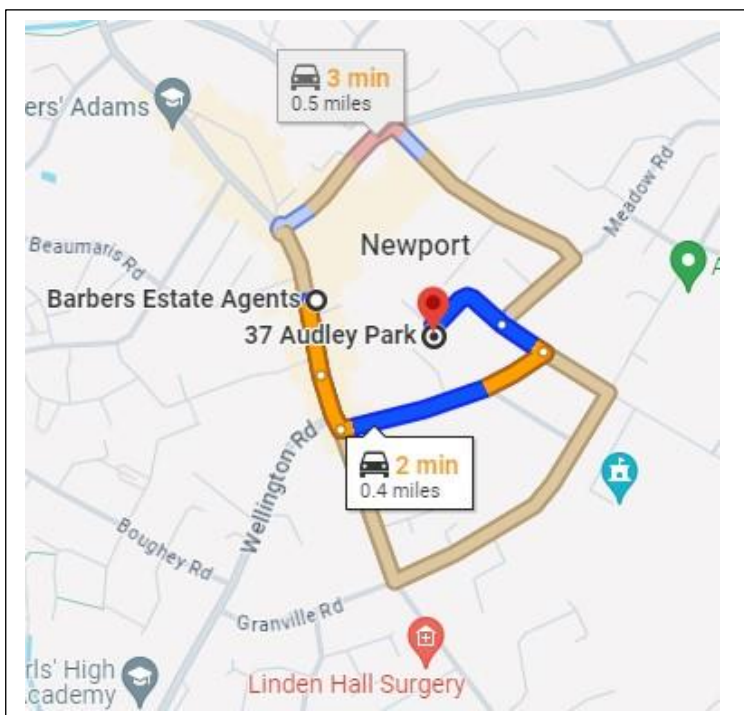 3 min
0.5 miles
ers' Adams
Meadow Rd
Beaumaris Rd
Newport
A
Barbers Estate Agents
37 Audley Park
2 min
0.4 miles
Wellington Rd
Boughey Rd
Granville Rd
rls' High
cademy
Linden Hall Surgery